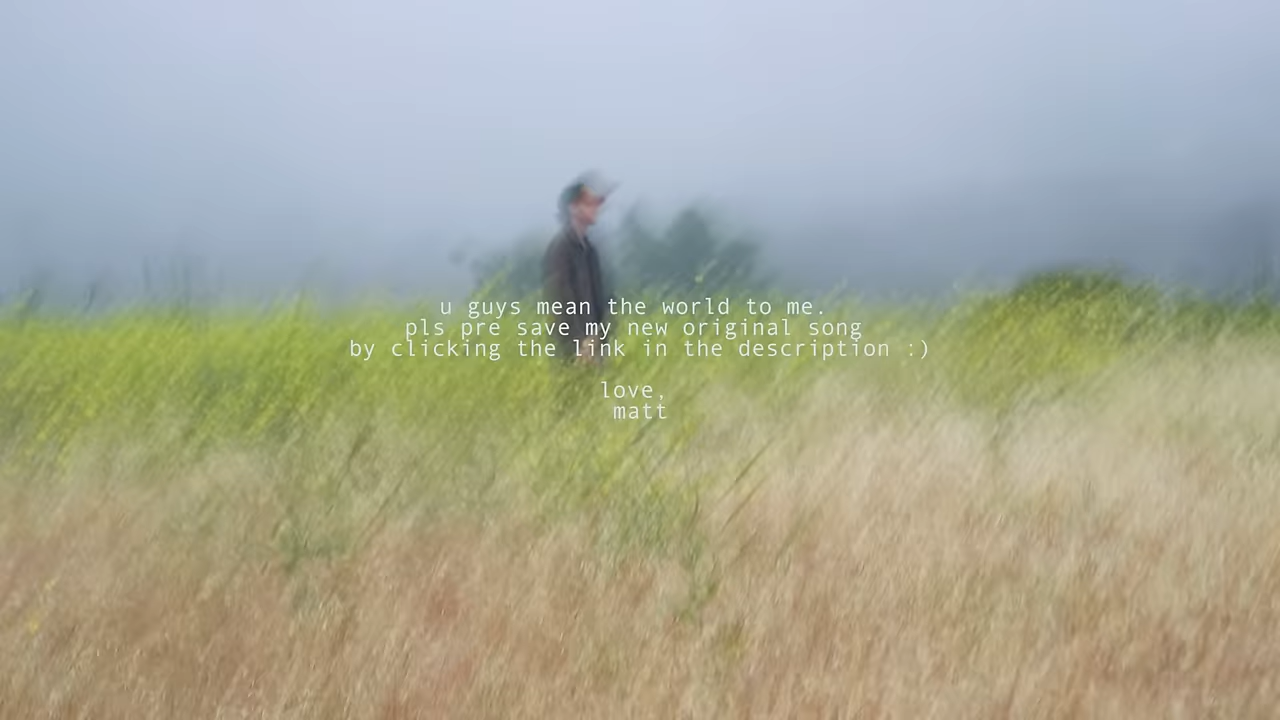 u guys mean the world to me.
pls pre save my new original song
by clicking the link in the description :)
love,
matt